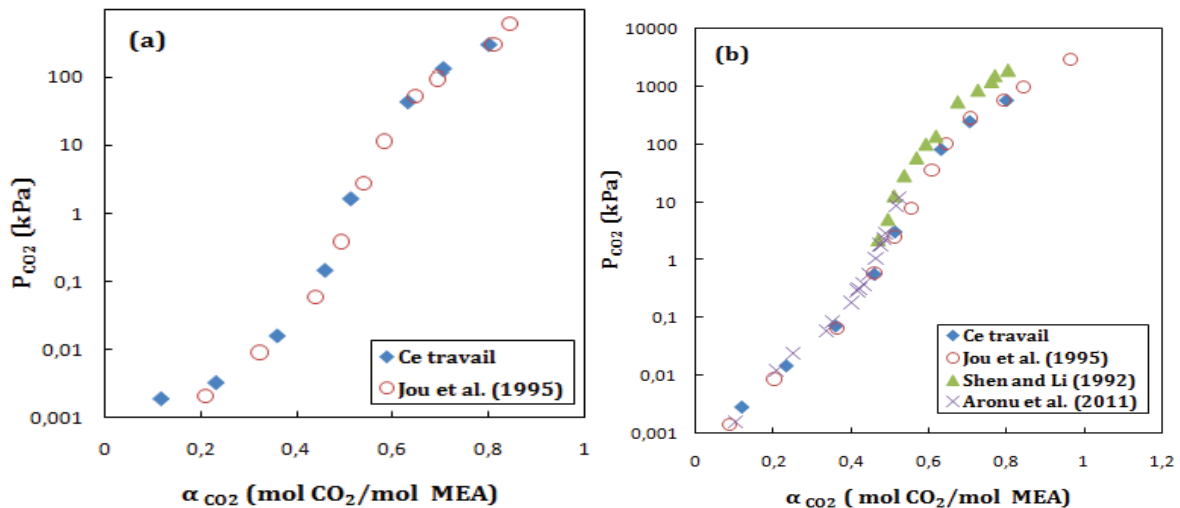 (a)
100
10
1
0,1
0,01
0,001
0
0,2
0,4
0,6
0,8
1
P_CO2 (kPa)
α CO2 (mol CO2/mol MEA)
Ce travail
Jou et al. (1995)
(b)
10000
1000
100
10
1
0,1
0,01
0,001
0
0,2
0,4
0,6
0,8
1
1,2
P_CO2 (kPa)
α CO2 ( mol CO2/mol MEA)
Ce travail
Jou et al. (1995)
Shen and Li (1992)
Aronu et al. (2011)